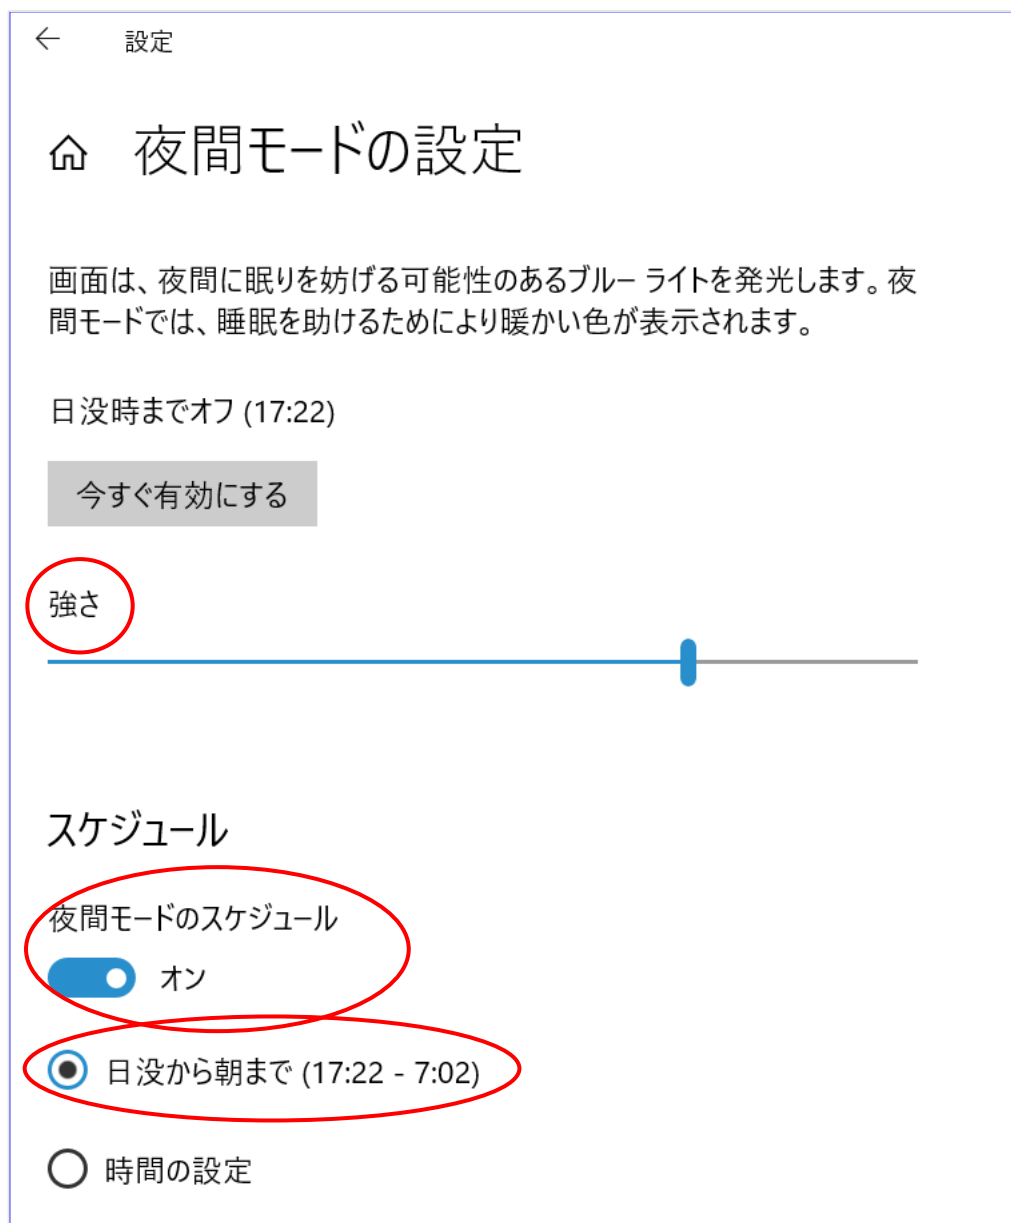 設定
夜間モードの設定
画面は、夜間に眠りを妨げる可能性のあるブルー ライトを発光します。夜
間モードでは、睡眠を助けるためにより暖かい色が表示されます。
日没時までオフ (17:22)
今すぐ有効にする
強さ
スケジュール
夜間モードのスケジュール
オン
日没から朝まで (17:22 - 7:02)
時間の設定